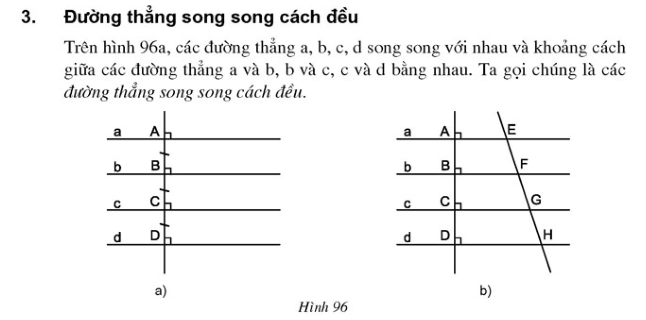 3. Đường thẳng song song cách đều
Trên hình 96a, các đường thẳng a, b, c, d song song với nhau và khoảng cách
giữa các đường thẳng a và b, b và c, c và d bằng nhau. Ta gọi chúng là các
đường thẳng song song cách đều.
a A
b B
c C
d D
a)
a A E
b B F
c C G
d D H
b)
Hình 96